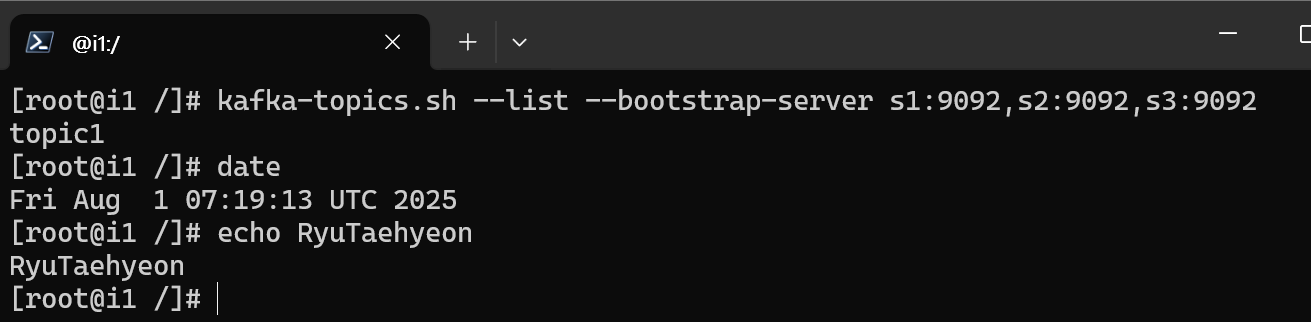 @i1:/
[root@i1 /]# kafka-topics.sh --list --bootstrap-server s1:9092,s2:9092,s3:9092
topic1
[root@i1 /]# date
Fri Aug  1 07:19:13 UTC 2025
[root@i1 /]# echo RyuTaehyeon
RyuTaehyeon
[root@i1 /]#